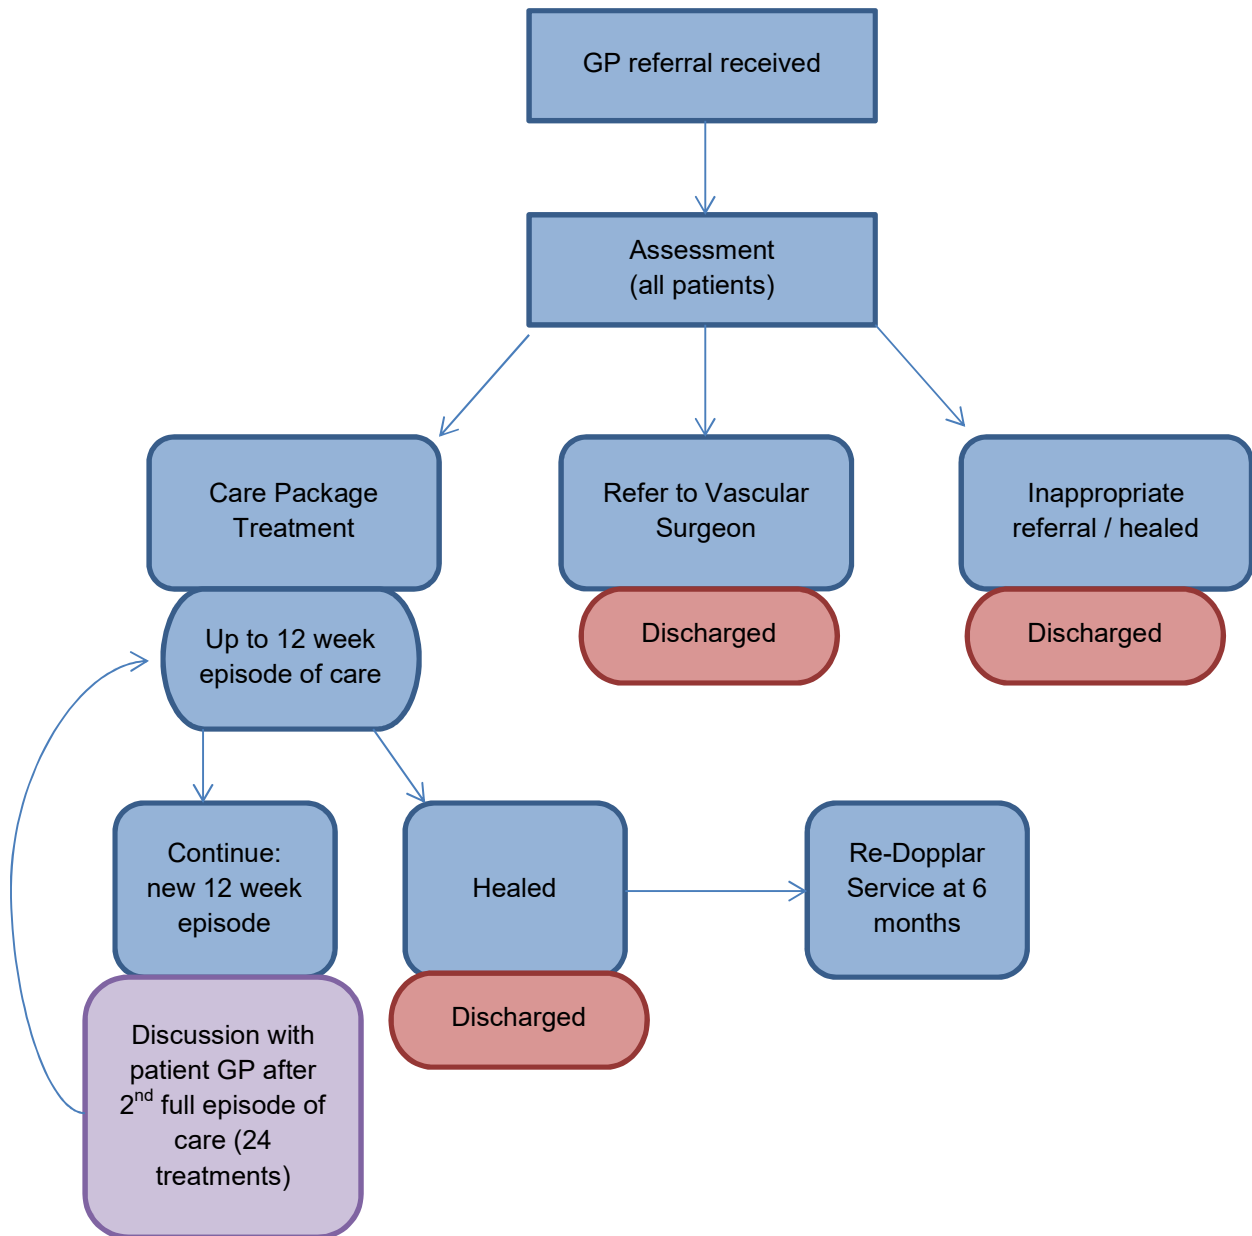 GP referral received
Assessment
(all patients)
Care Package
Treatment
Refer to Vascular
Surgeon
Inappropriate
referral / healed
Up to 12 week
episode of care
Discharged
Discharged
Continue:
new 12 week
episode
Healed
Re-Dopplar
Service at 6
months
Discussion with
patient GP after
2nd full episode of
care (24
treatments)
Discharged